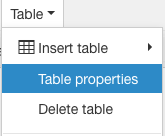 Table
Insert table
Table properties
Delete table